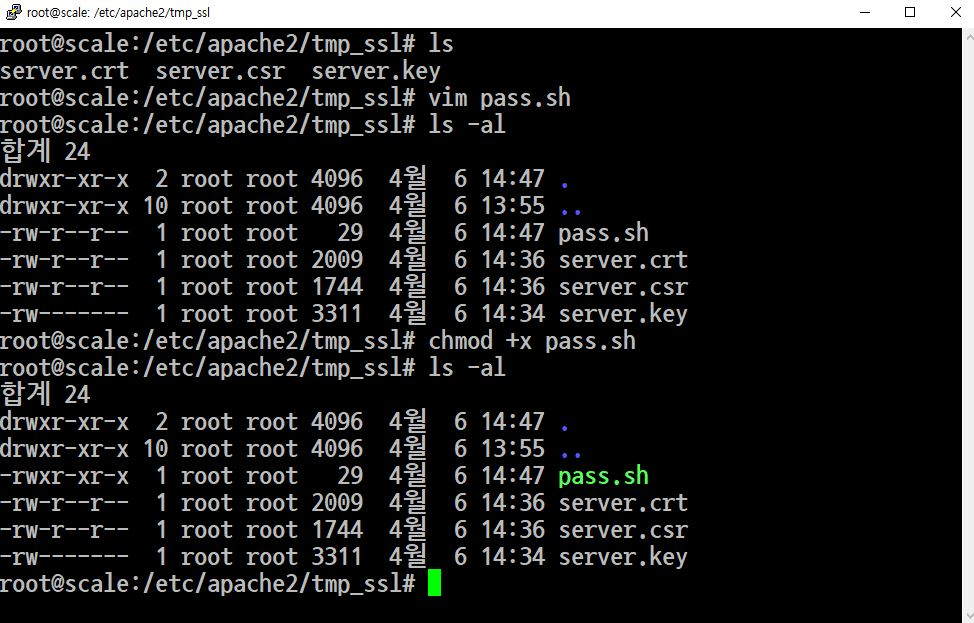 root@scale: /etc/apache2/tmp_ssl
root@scale:/etc/apache2/tmp_ssl# ls
server.crt  server.csr  server.key
root@scale:/etc/apache2/tmp_ssl# vim pass.sh
root@scale:/etc/apache2/tmp_ssl# ls -al
합계 24
drwxr-xr-x  2 root root 4096  4월  6 14:47 .
drwxr-xr-x 10 root root 4096  4월  6 13:55 ..
-rw-r--r--  1 root root   29  4월  6 14:47 pass.sh
-rw-r--r--  1 root root 2009  4월  6 14:36 server.crt
-rw-r--r--  1 root root 1744  4월  6 14:36 server.csr
-rw-------  1 root root 3311  4월  6 14:34 server.key
root@scale:/etc/apache2/tmp_ssl# chmod +x pass.sh
root@scale:/etc/apache2/tmp_ssl# ls -al
합계 24
drwxr-xr-x  2 root root 4096  4월  6 14:47 .
drwxr-xr-x 10 root root 4096  4월  6 13:55 ..
-rwxr-xr-x  1 root root   29  4월  6 14:47 pass.sh
-rw-r--r--  1 root root 2009  4월  6 14:36 server.crt
-rw-r--r--  1 root root 1744  4월  6 14:36 server.csr
-rw-------  1 root root 3311  4월  6 14:34 server.key
root@scale:/etc/apache2/tmp_ssl#